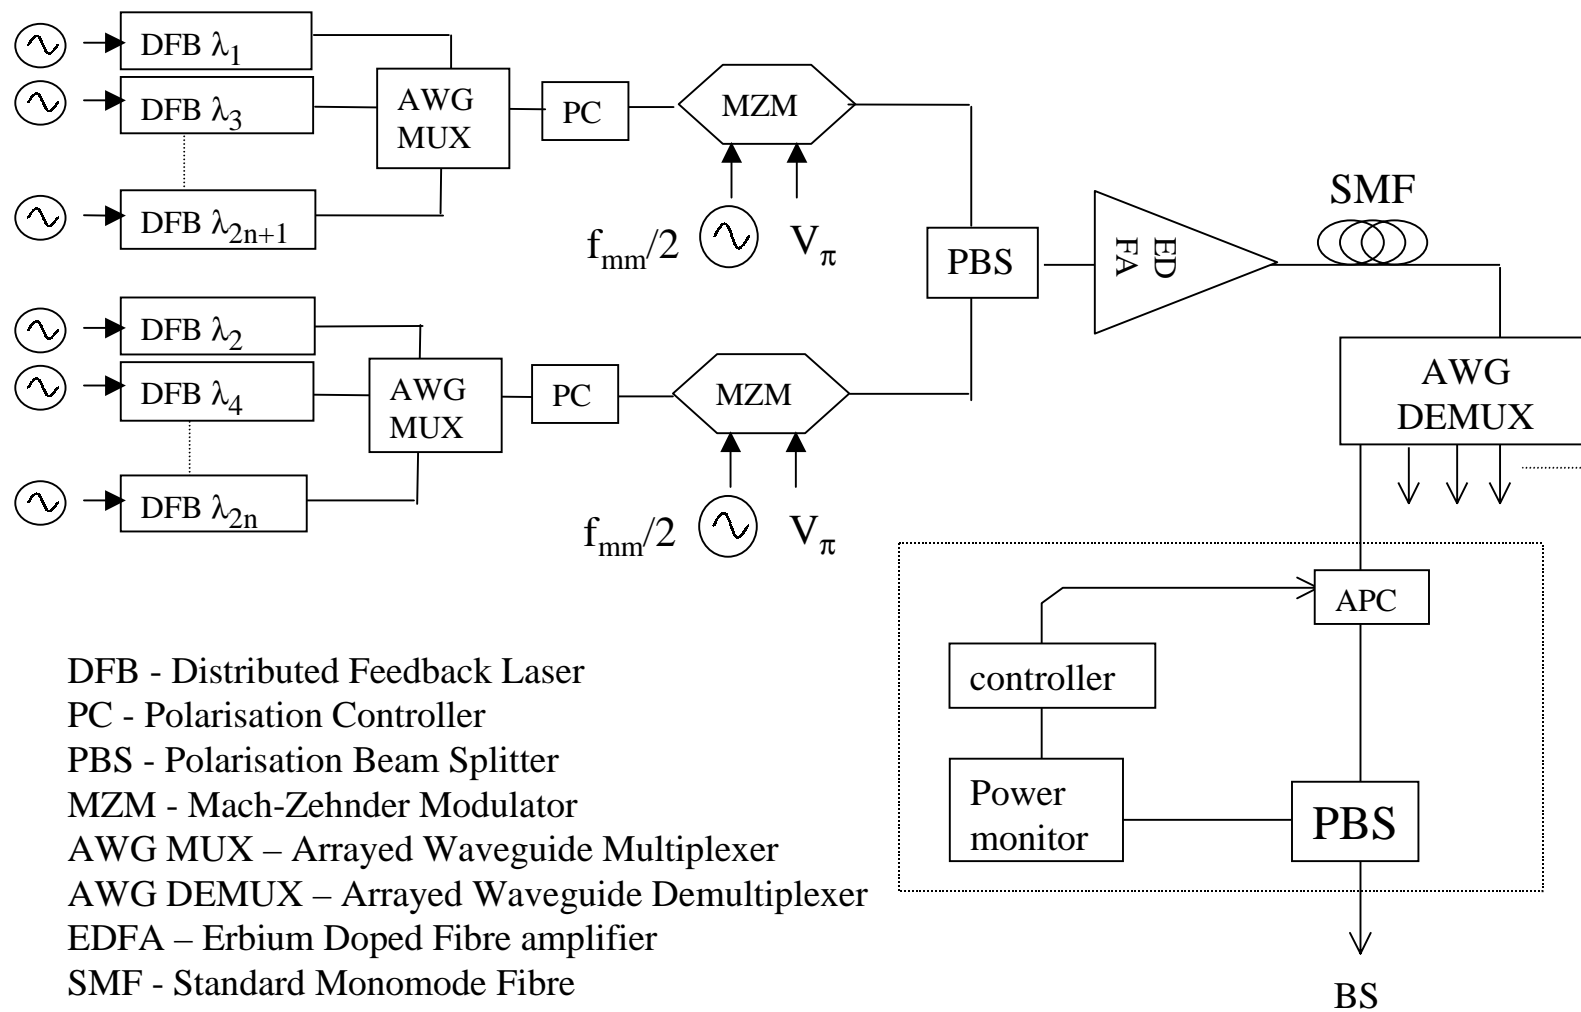 DFB λ1
DFB λ3
DFB λ2n+1
AWG
MUX
PC
MZM
fmm/2
Vπ
DFB λ2
DFB λ4
DFB λ2n
AWG
MUX
PC
MZM
fmm/2
Vπ
PBS
ED
FA
SMF
AWG
DEMUX
APC
controller
Power
monitor
PBS
BS
DFB - Distributed Feedback Laser
PC - Polarisation Controller
PBS - Polarisation Beam Splitter
MZM - Mach-Zehnder Modulator
AWG MUX – Arrayed Waveguide Multiplexer
AWG DEMUX – Arrayed Waveguide Demultiplexer
EDFA – Erbium Doped Fibre amplifier
SMF - Standard Monomode Fibre